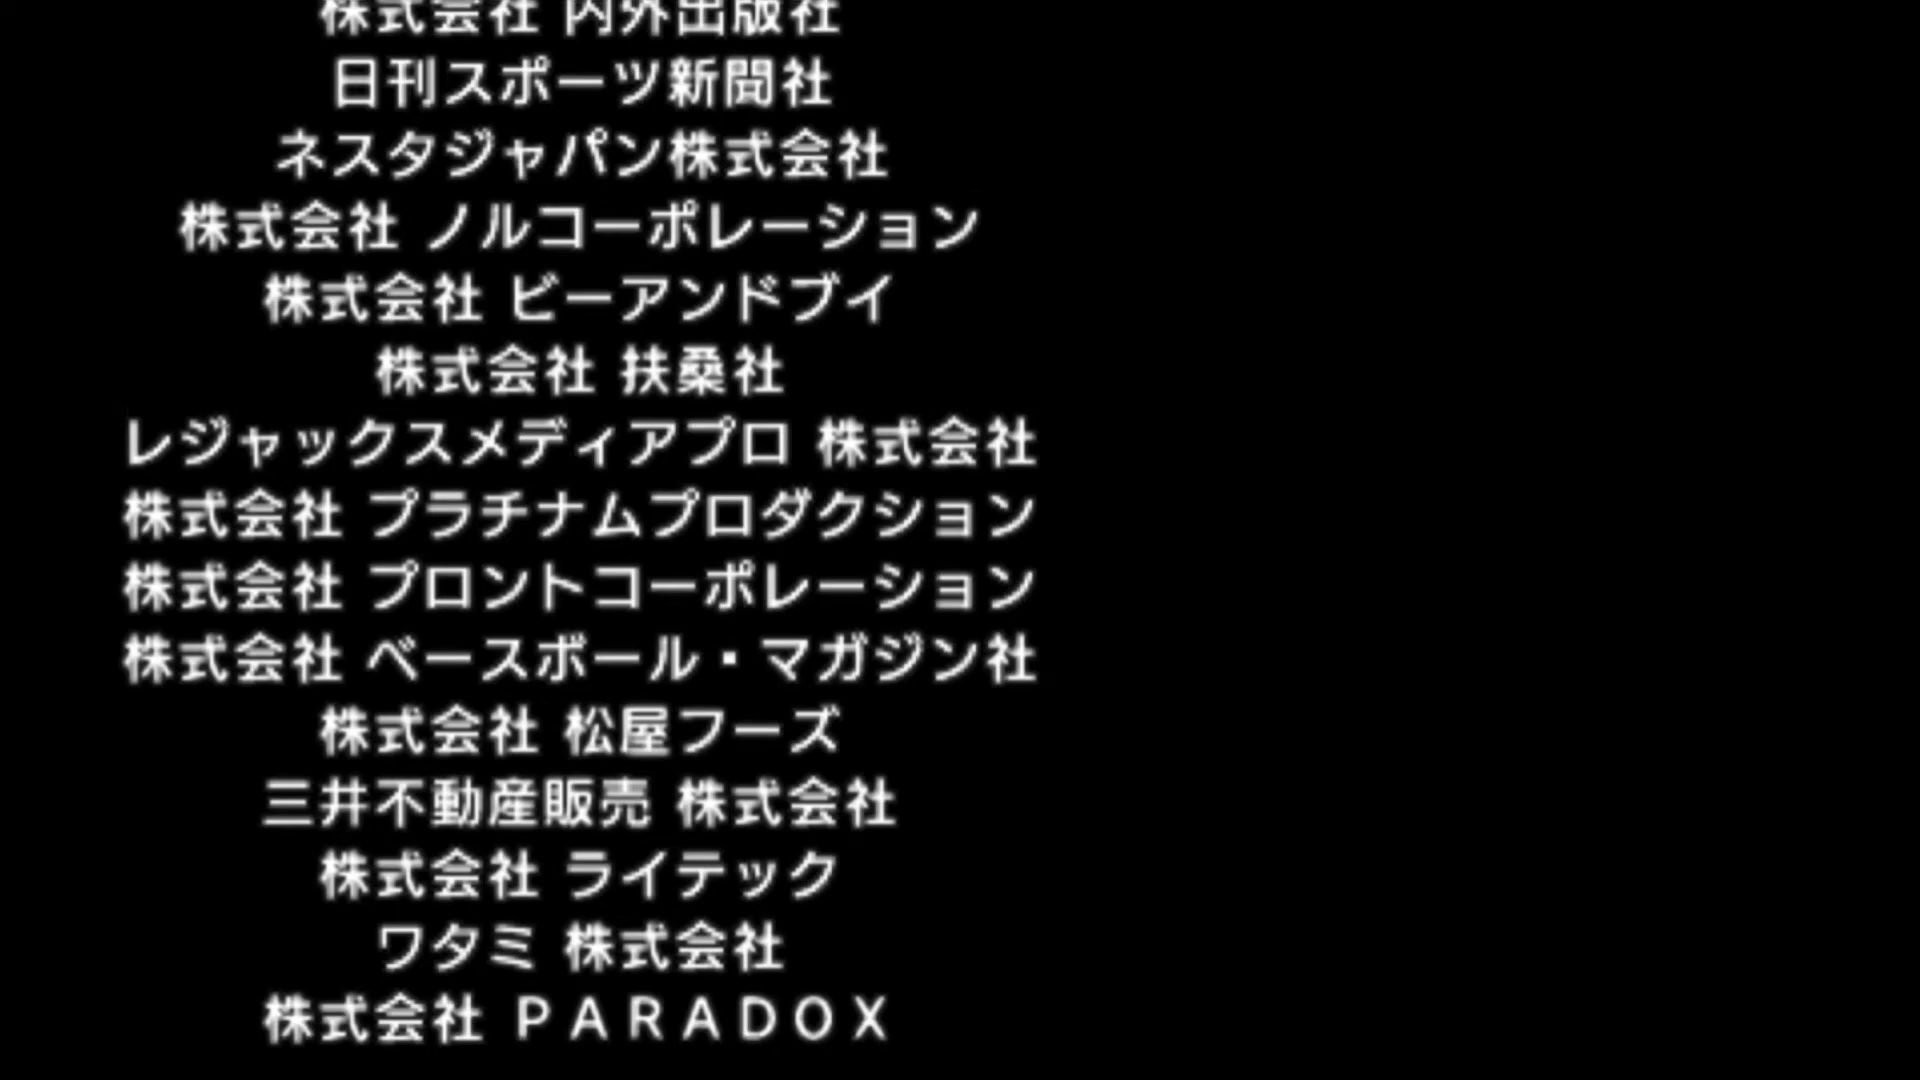 株式会社 内外出版社
日刊スポーツ新聞社
ネスタジャパン株式会社
株式会社 ノルコーポレーション
株式会社 ビーアンドブイ
株式会社 扶桑社
レジャックスメディアプロ 株式会社
株式会社 プラチナムプロダクション
株式会社 プロントコーポレーション
株式会社 ベースボール・マガジン社
株式会社 松屋フーズ
三井不動産販売 株式会社
株式会社 ライテック
ワタミ 株式会社
株式会社 ＰＡＲＡＤＯＸ